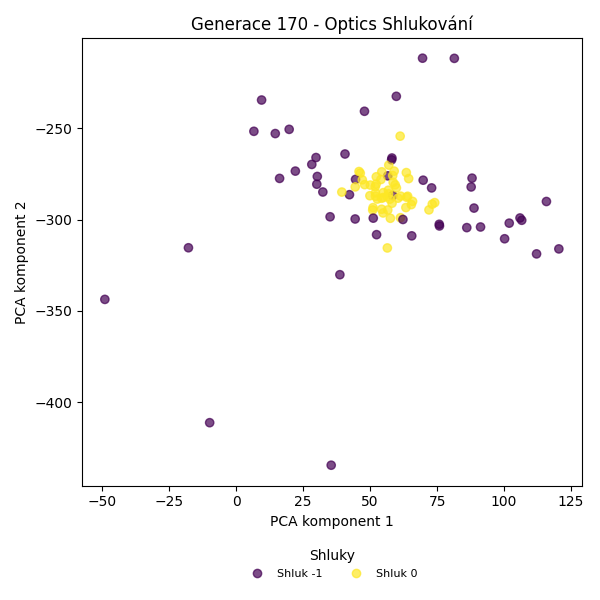 Generace 170 - Optics Shlukování
PCA komponent 2
−250
−300
−350
−400
−50
−25
0
25
50
75
100
125
PCA komponent 1
Shluky
Shluk -1
Shluk 0